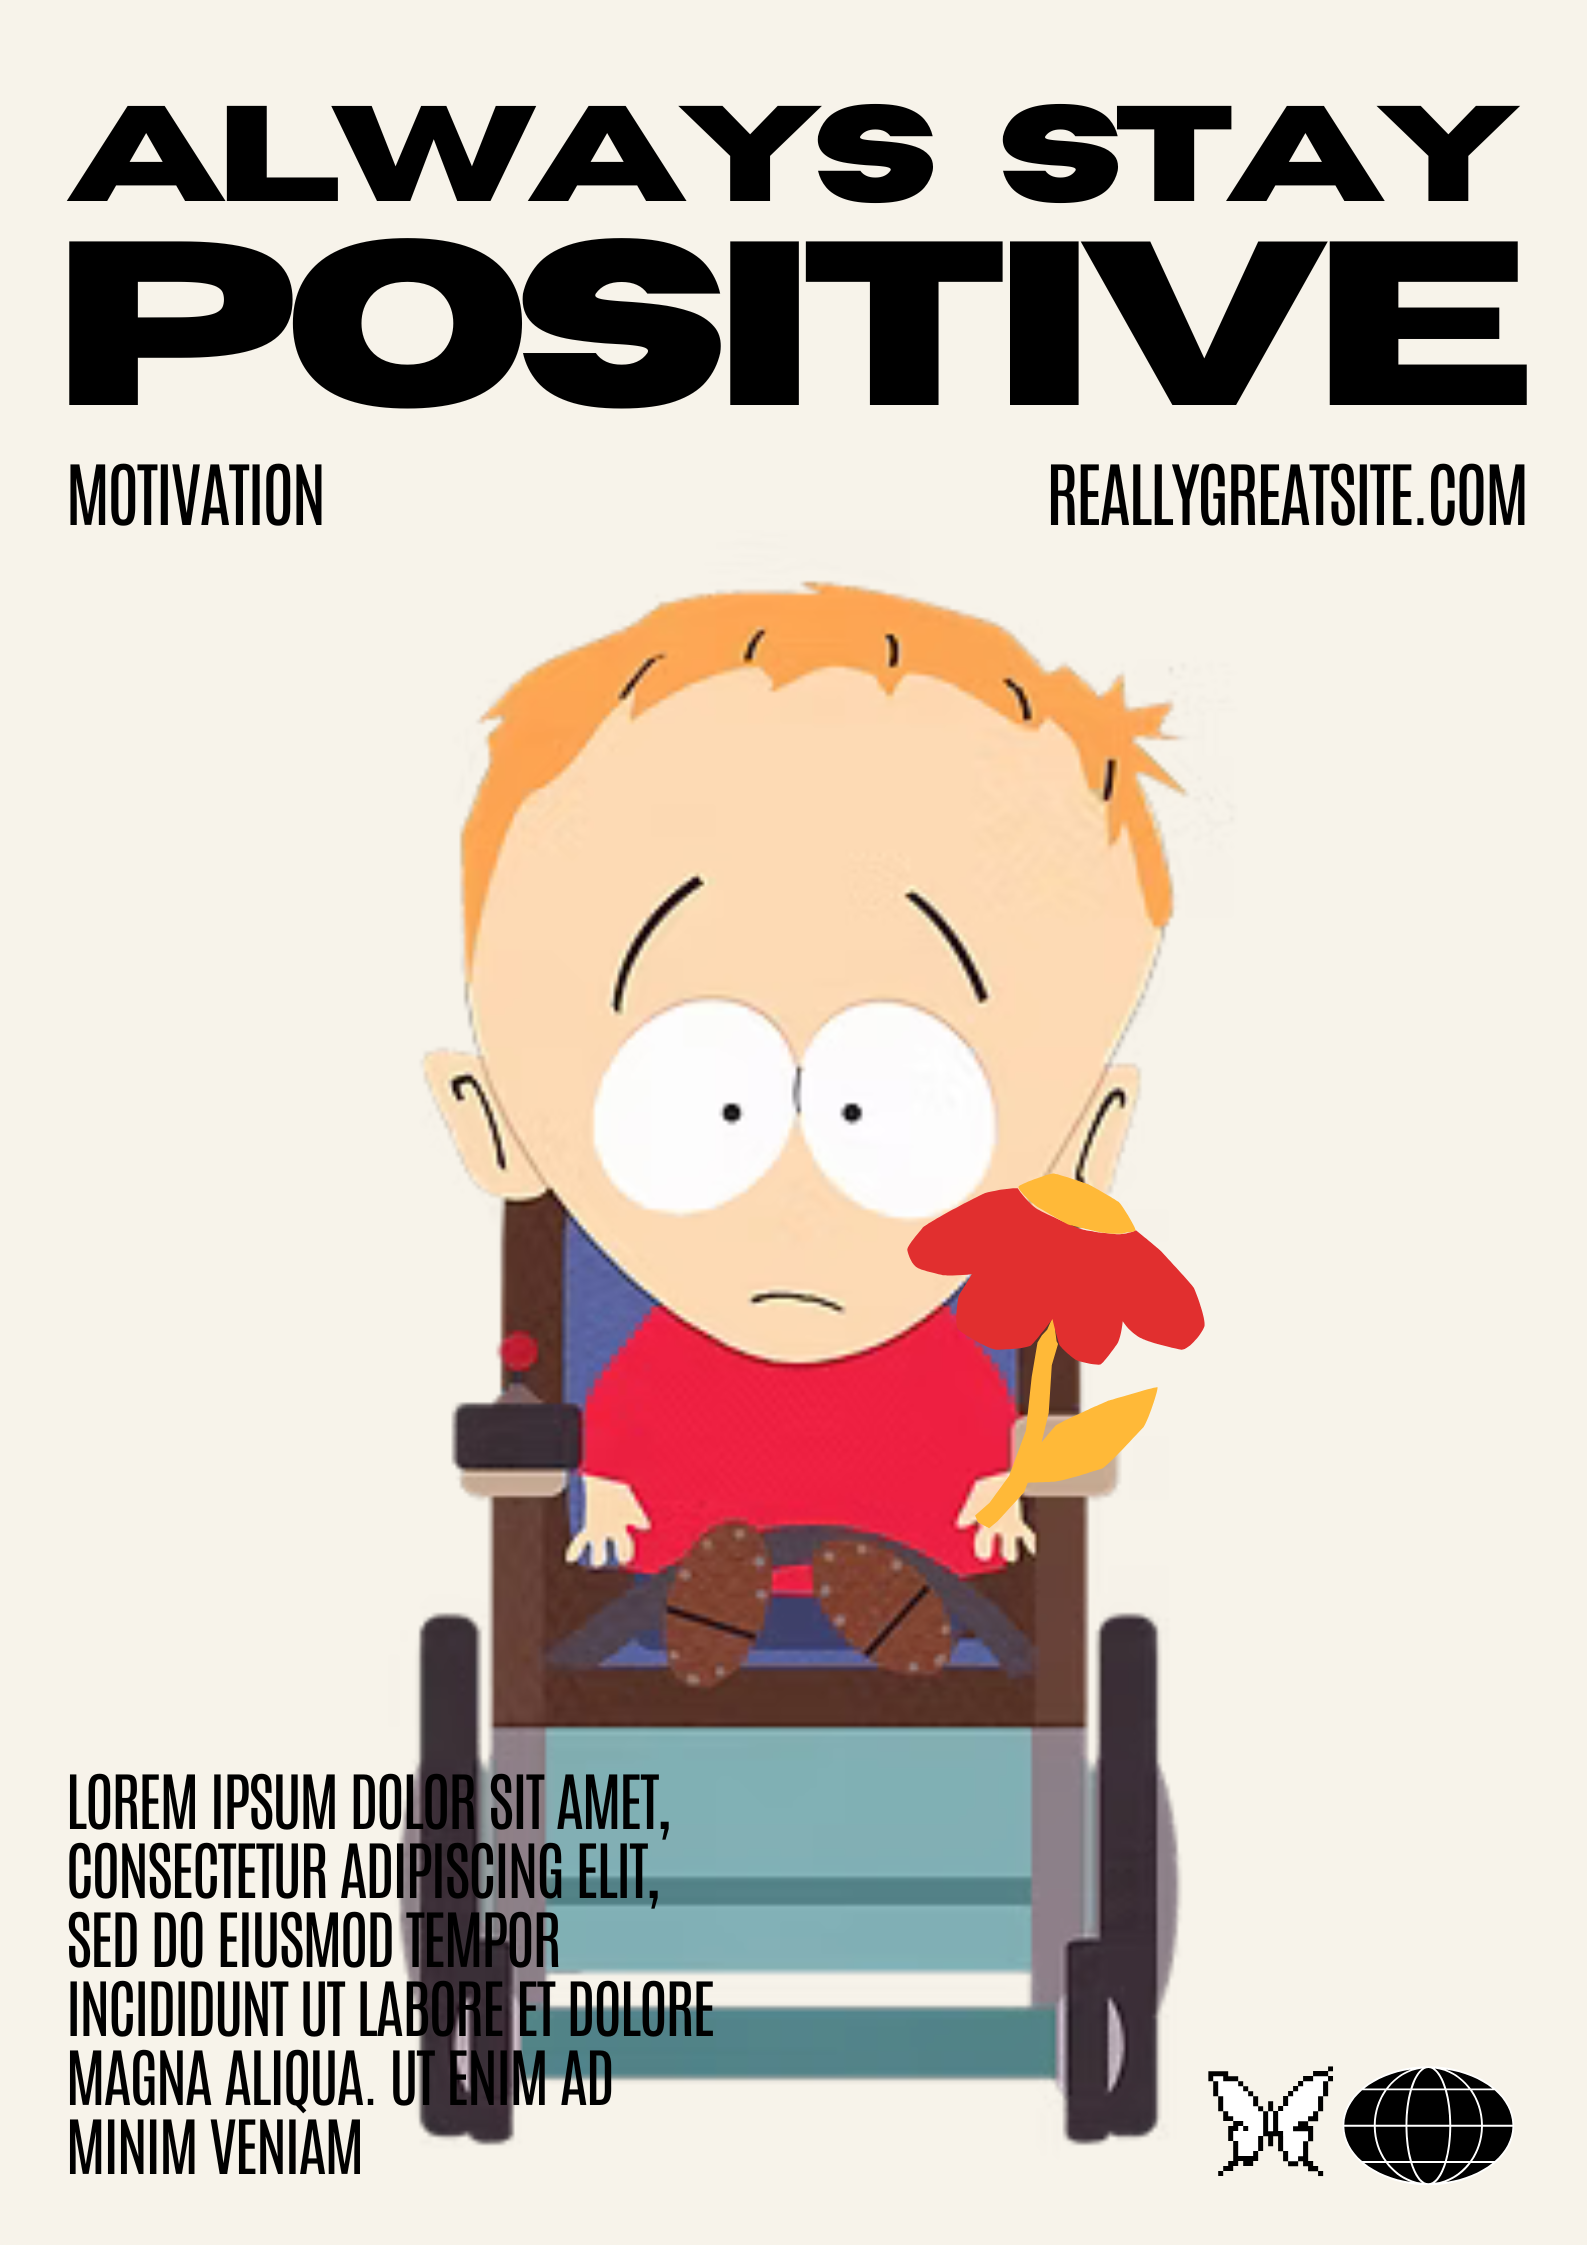 ALWAYS STAY
POSITIVE
MOTIVATION
REALLYGREATSITE.COM
LOREM IPSUM DOLOR SIT AMET,
CONSECTETUR ADIPISCING ELIT,
SED DO EIUSMOD TEMPOR
INCIDIDUNT UT LABORE ET DOLORE
MAGNA ALIQUA. UT ENIM AD
MINIM VENIAM